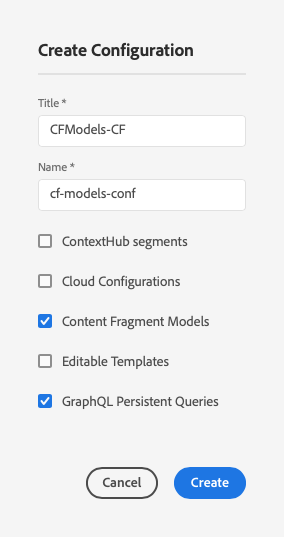 Create Configuration
Title *
CFModels-CF
Name *
cf-models-conf
ContextHub segments
Cloud Configurations
Content Fragment Models
Editable Templates
GraphQL Persistent Queries
Cancel Create